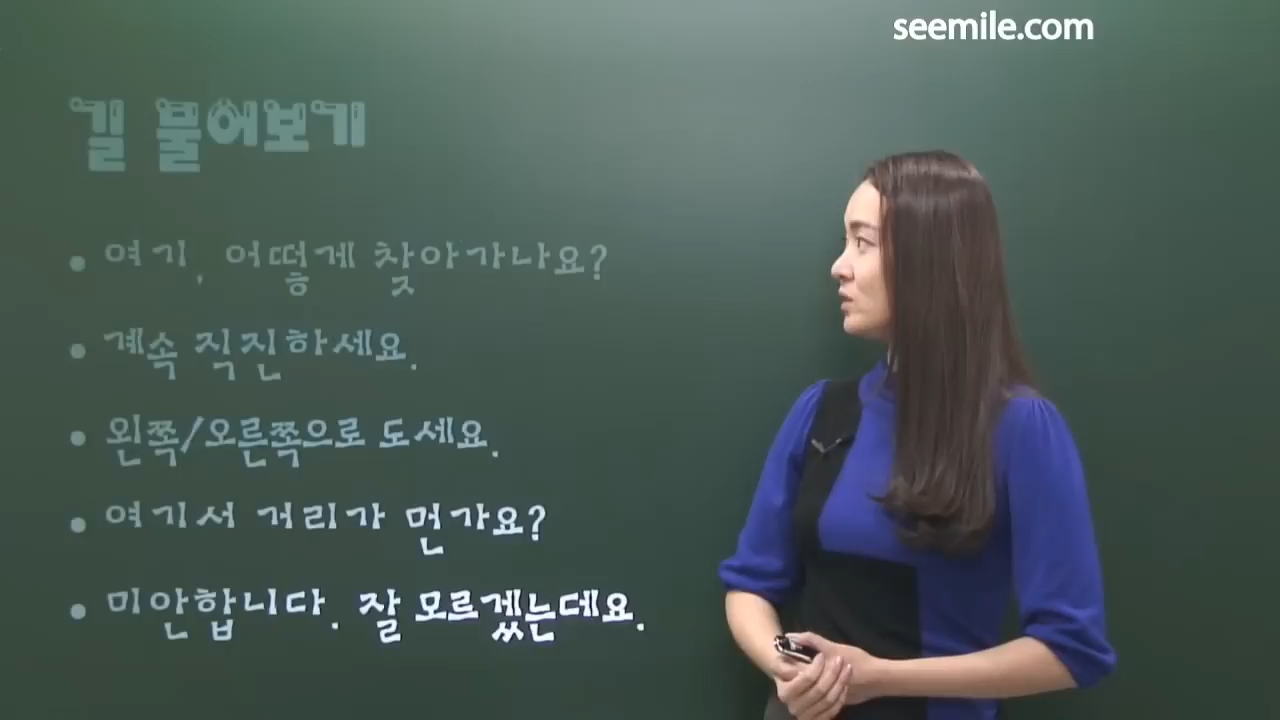 seemile.com
길 물어보기
• 여기, 어떻게 찾아가나요?
• 계속 직진하세요.
• 왼쪽/오른쪽으로 도세요.
• 여기서 거리가 먼가요?
• 미안합니다. 잘 모르겠는데요.